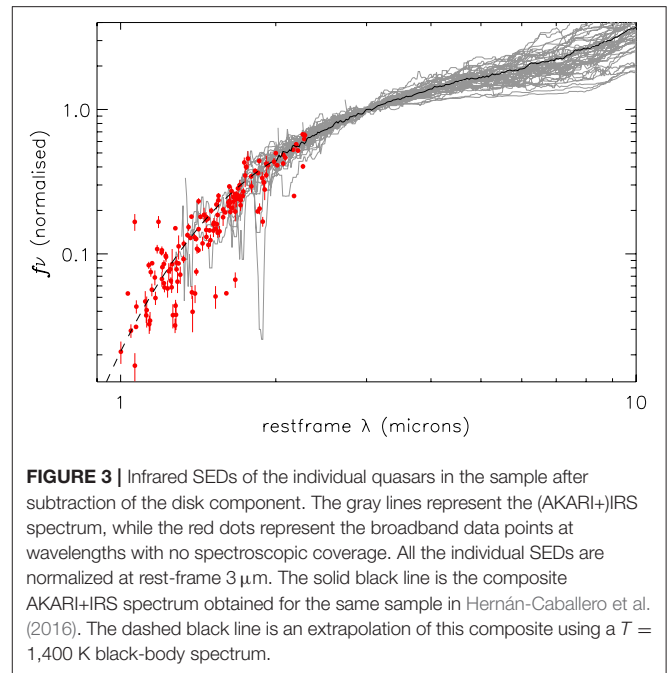 1.0
0.1
fν (normalised)
1
10
restframe λ (microns)
FIGURE 3 | Infrared SEDs of the individual quasars in the sample after
subtraction of the disk component. The gray lines represent the (AKARI+)IRS
spectrum, while the red dots represent the broadband data points at
wavelengths with no spectroscopic coverage. All the individual SEDs are
normalized at rest-frame 3 μm. The solid black line is the composite
AKARI+IRS spectrum obtained for the same sample in Hernán-Caballero et al.
(2016). The dashed black line is an extrapolation of this composite using a T =
1,400 K black-body spectrum.